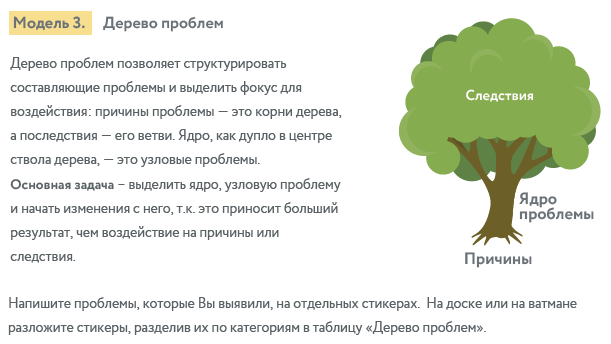 Модель 3. Дерево проблем
Дерево проблем позволяет структурировать
составляющие проблемы и выделить фокус для
воздействия: причины проблемы — это корни дерева,
а последствия — его ветви. Ядро, как дупло в центре
ствола дерева, — это узловые проблемы.
Основная задача – выделить ядро, узловую проблему
и начать изменения с него, т.к. это приносит больший
результат, чем воздействие на причины или
следствия.
Следствия
Ядро
проблемы
Причины
Напишите проблемы, которые Вы выявили, на отдельных стикерах. На доске или на ватмане
разложите стикеры, разделив их по категориям в таблицу «Дерево проблем».